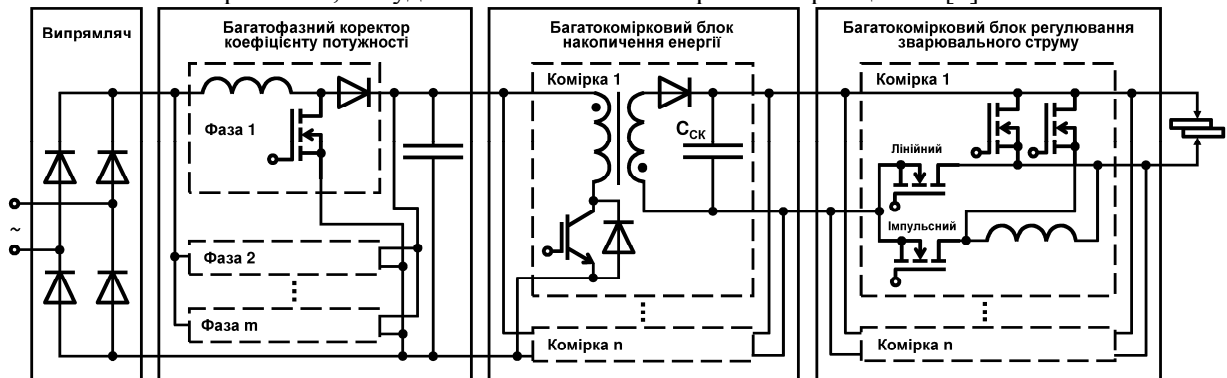 Випрямляч
Багатофазний коректор
коефіцієнту потужності
Фаза 1
Фаза 2
Фаза m
~
Багатокомірковий блок
накопичення енергії
Комірка 1
CСК
Комірка n
Багатокомірковий блок регулювання
зварювального струму
Комірка 1
Лінійний
Імпульсний
Комірка n